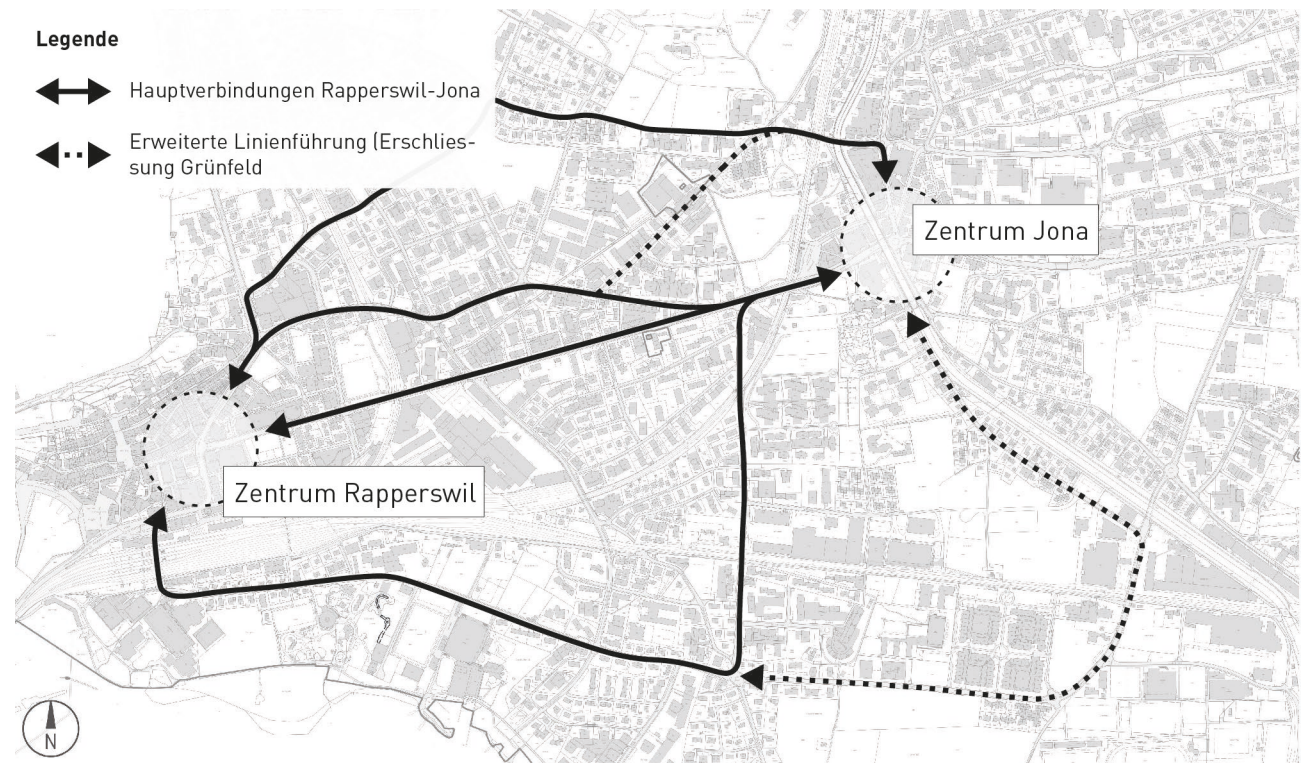 Legende
Hauptverbindungen Rapperswil-Jona
Erweiterte Linienführung (Erschlies-
sung Grünfeld
Zentrum Jona
Zentrum Rapperswil
N